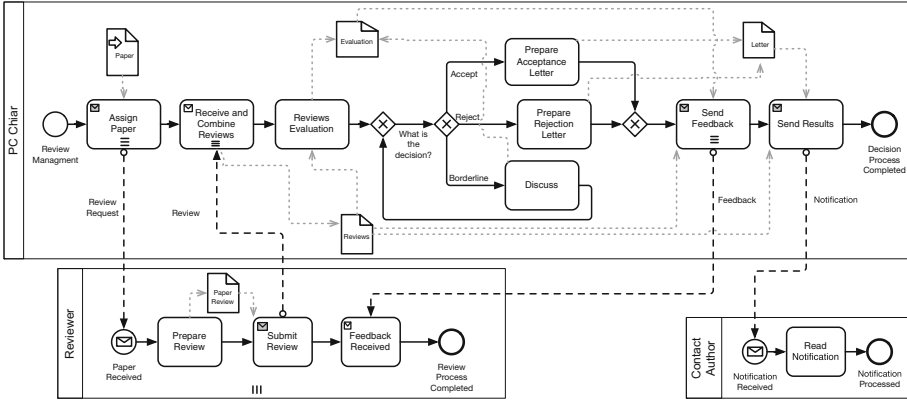 PC Chiar
Review
Managment
Paper
Assign
Paper
Receive and
Combine
Reviews
Reviews
Evaluation
Evaluation
What is
the
decision?
Accept
Reject
Borderline
Prepare
Acceptance
Letter
Prepare
Rejection
Letter
Discuss
Letter
Send
Feedback
Send Results
Decision
Process
Completed
Reviews
Review
Request
Review
Feedback
Notification
Reviewer
Paper
Received
Prepare
Review
Paper
Review
Submit
Review
Feedback
Received
Review
Process
Completed
Contact
Author
Notification
Received
Read
Notification
Notification
Processed